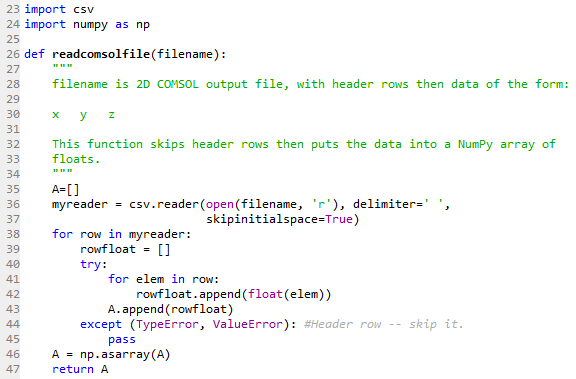 23 import csv
24 import numpy as np
25
26 def readcomsolfile(filename):
27     """
28     filename is 2D COMSOL output file, with header rows then data of the form:
29
30     x   y   z
31
32     This function skips header rows then puts the data into a NumPy array of
33     floats.
34     """
35     A=[]
36     myreader = csv.reader(open(filename, 'r'), delimiter=' ',
37                           skipinitialspace=True)
38     for row in myreader:
39         rowfloat = []
40         try:
41             for elem in row:
42                 rowfloat.append(float(elem))
43             A.append(rowfloat)
44         except (TypeError, ValueError): #Header row -- skip it.
45             pass
46     A = np.asarray(A)
47     return A